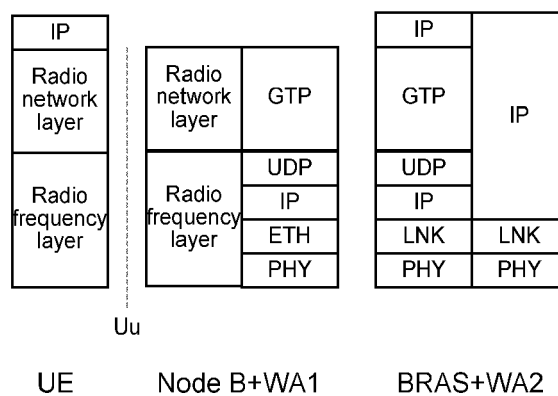 IP
Radio
network
layer
Radio
frequency
layer
Uu
UE
Radio
network
layer
GTP
Radio
frequency
layer
UDP
IP
ETH
PHY
Node B+WA1
IP
GTP
UDP
IP
LNK
PHY
IP
LNK
PHY
BRAS+WA2